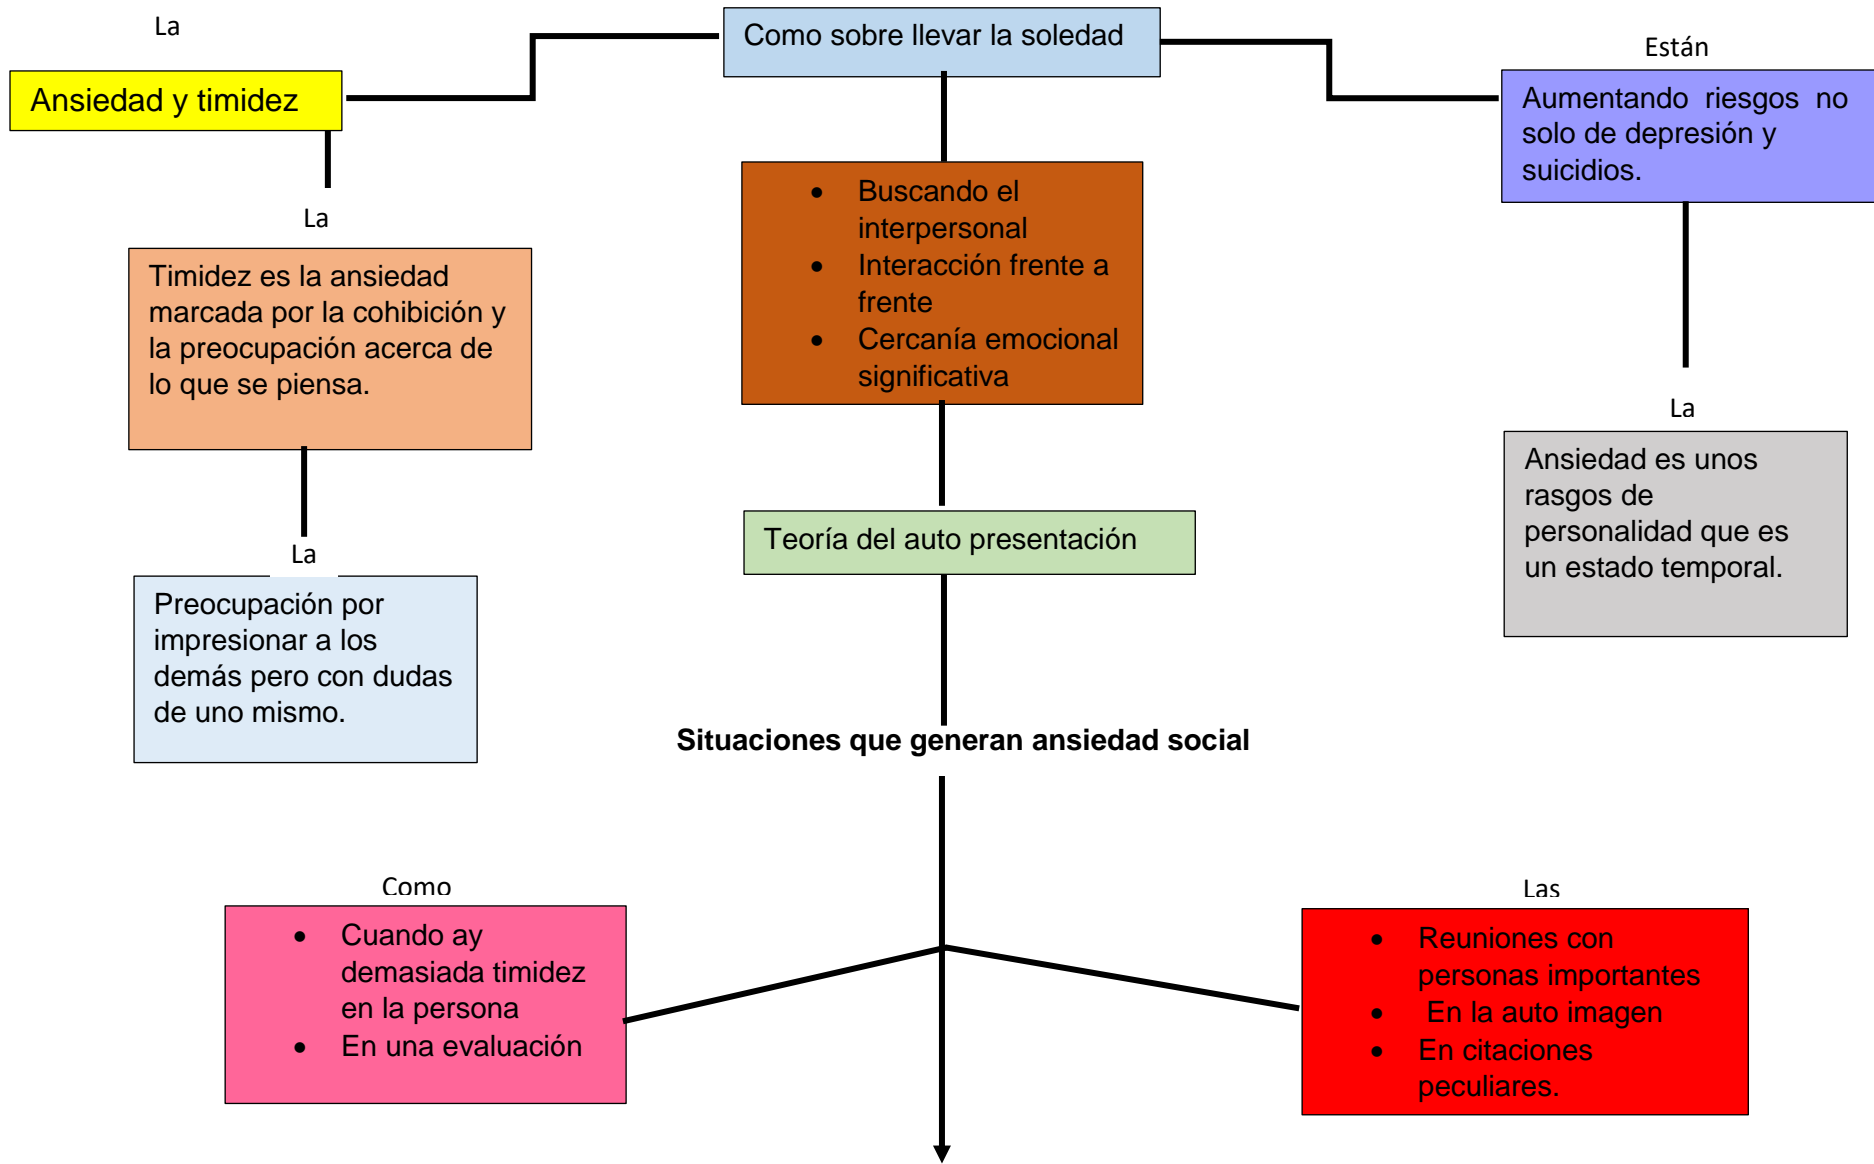 La
Como sobre llevar la soledad
Están
Ansiedad y timidez
Aumentando riesgos no
solo de depresión y
suicidios.
Buscando el
interpersonal
Interacción frente a
frente
Cercanía emocional
significativa
La
Timidez es la ansiedad
marcada por la cohibición y
la preocupación acerca de
lo que se piensa.
La
Ansiedad es unos
rasgos de
personalidad que es
un estado temporal.
Teoría del auto presentación
La
Preocupación por
impresionar a los
demás pero con dudas
de uno mismo.
Situaciones que generan ansiedad social
Como
Cuando ay
demasiada timidez
en la persona
En una evaluación
Las
Reuniones con
personas importantes
En la auto imagen
En citaciones
peculiares.